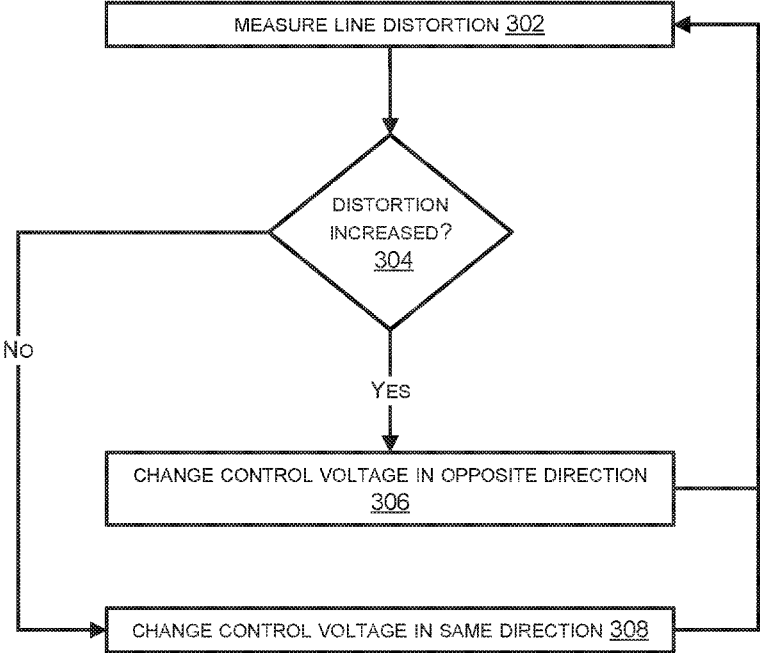 MEASURE LINE DISTORTION 302
DISTORTION
INCREASED?
304
NO
YES
CHANGE CONTROL VOLTAGE IN OPPOSITE DIRECTION
306
CHANGE CONTROL VOLTAGE IN SAME DIRECTION 308